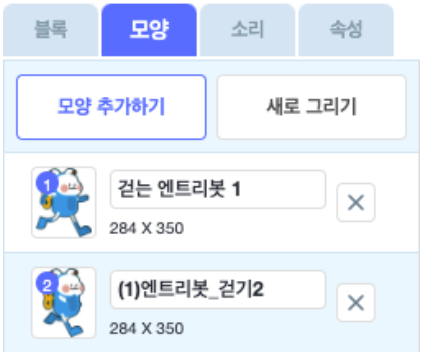 블록 모양 소리 속성
모양 추가하기 새로 그리기
1 걷는 엔트리봇 1
284 X 350
2 (1)엔트리봇_걷기2
284 X 350